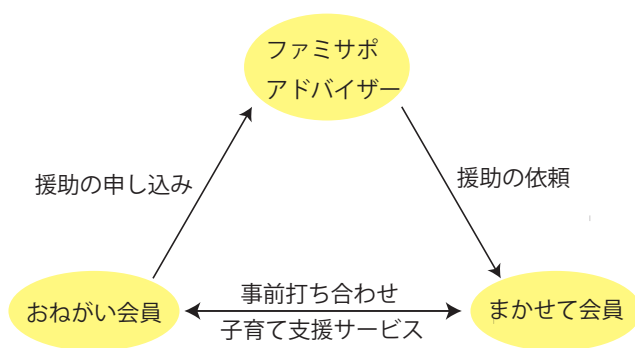 ファミサポ
アドバイザー
援助の申し込み
援助の依頼
おねがい会員
事前打ち合わせ
子育て支援サービス
まかせて会員